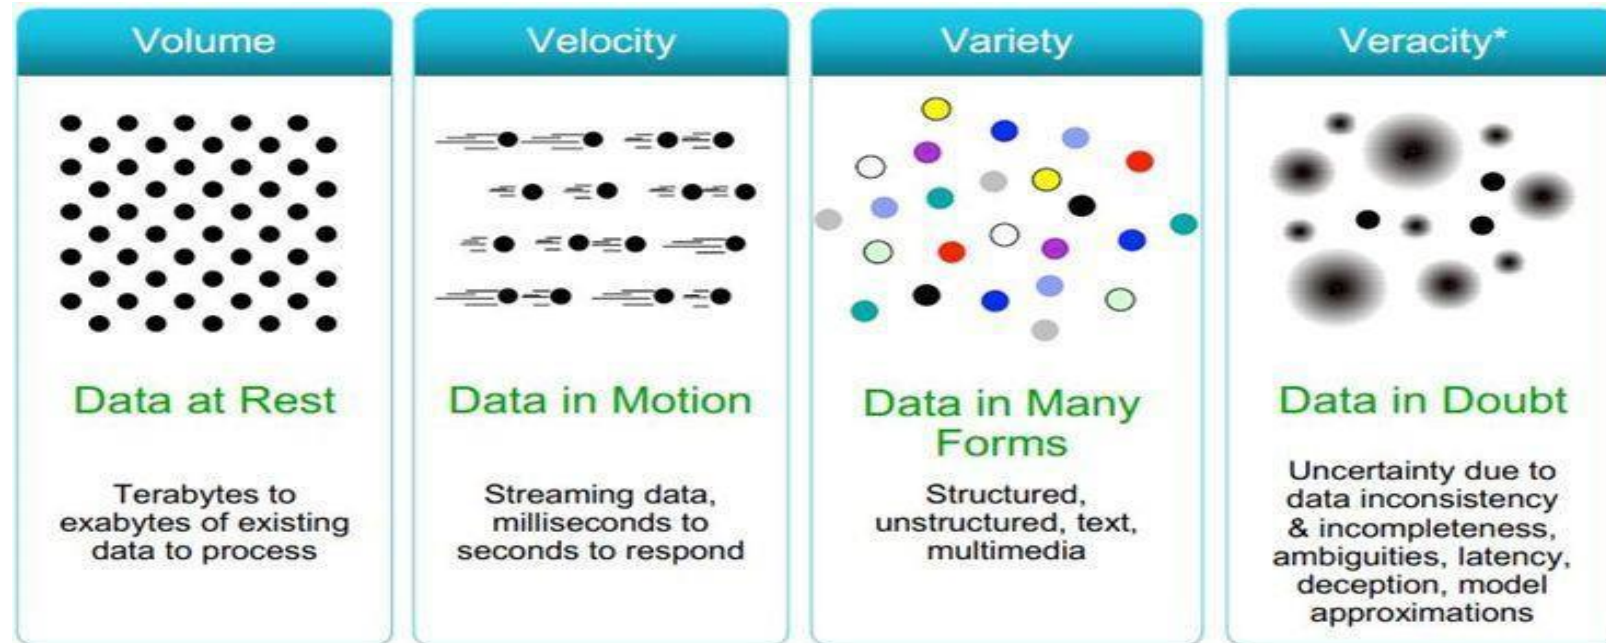 Volume
Data at Rest
Terabytes to
exabytes of existing
data to process
Velocity
Data in Motion
Streaming data,
milliseconds to
seconds to respond
Variety
Data in Many
Forms
Structured,
unstructured, text,
multimedia
Veracity*
Data in Doubt
Uncertainty due to
data inconsistency
& incompleteness,
ambiguities, latency,
deception, model
approximations